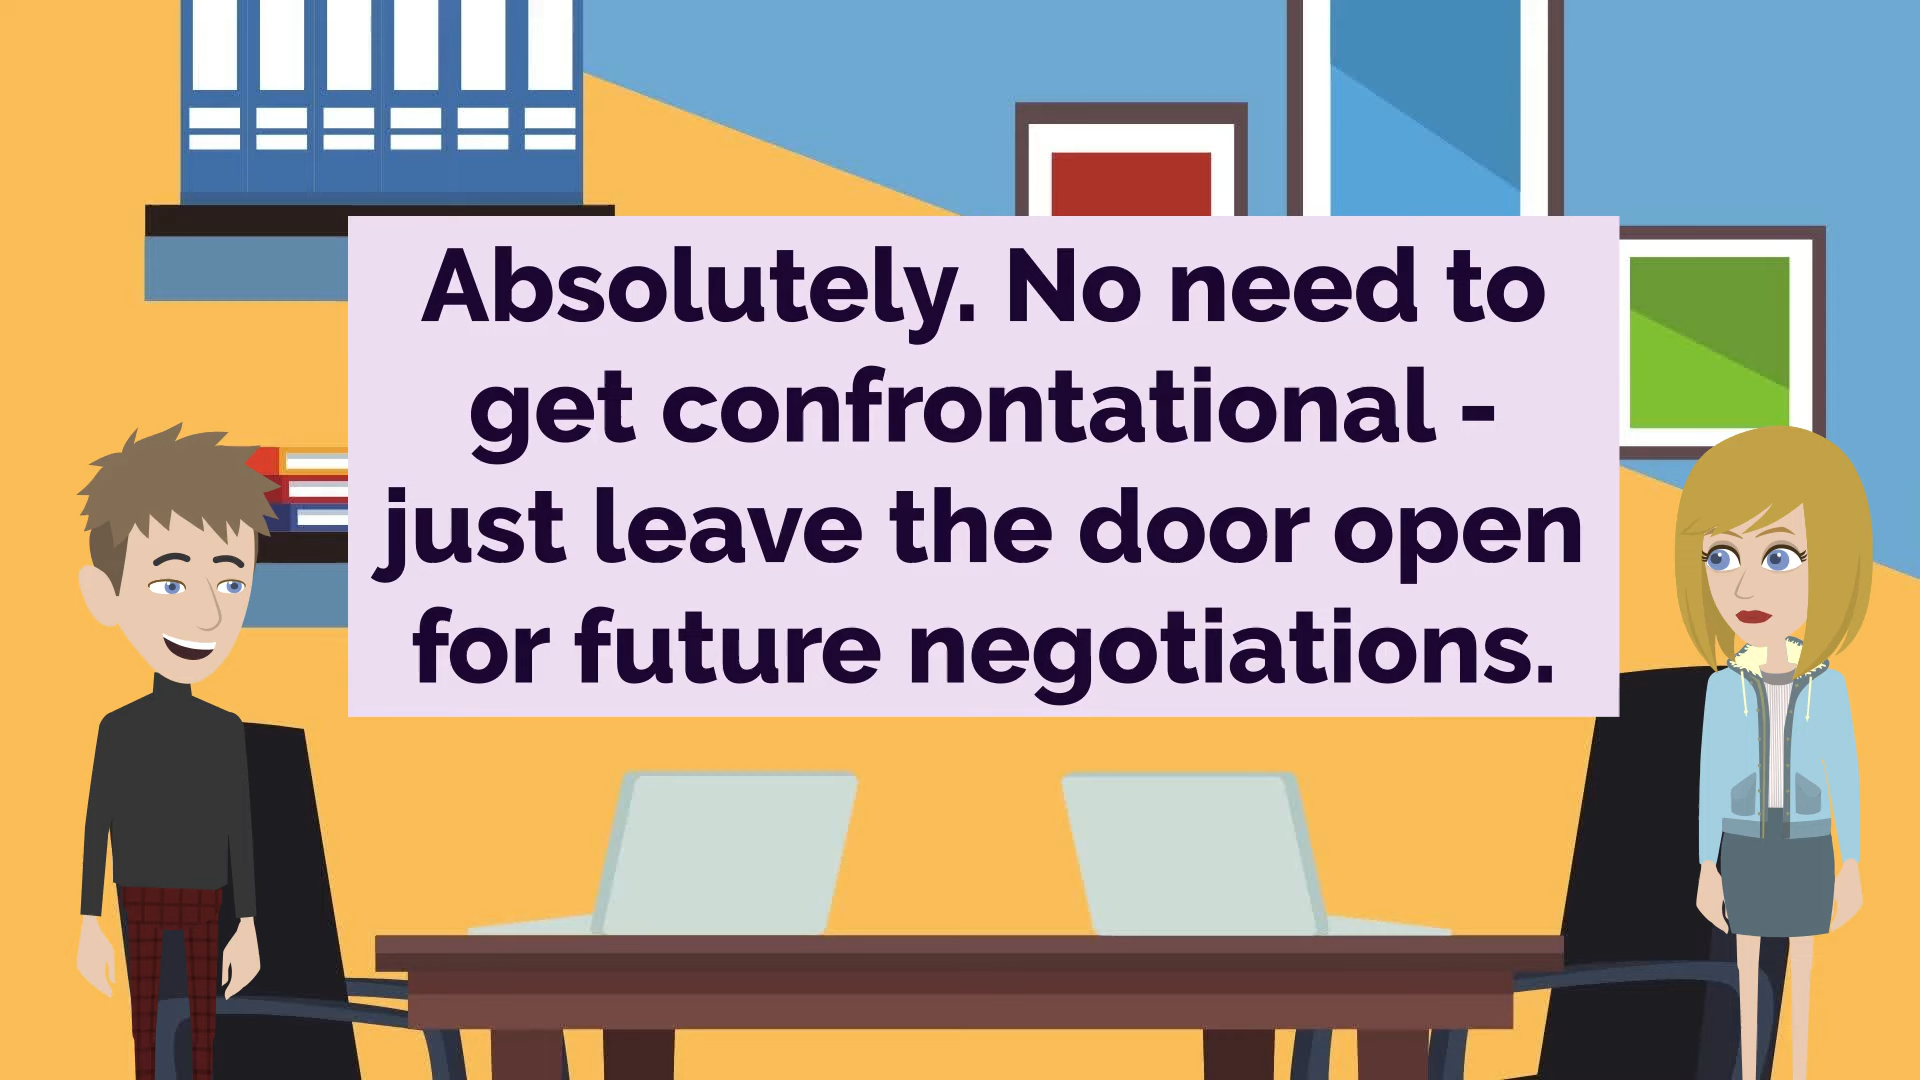 Absolutely. No need to
get confrontational -
just leave the door open
for future negotiations.